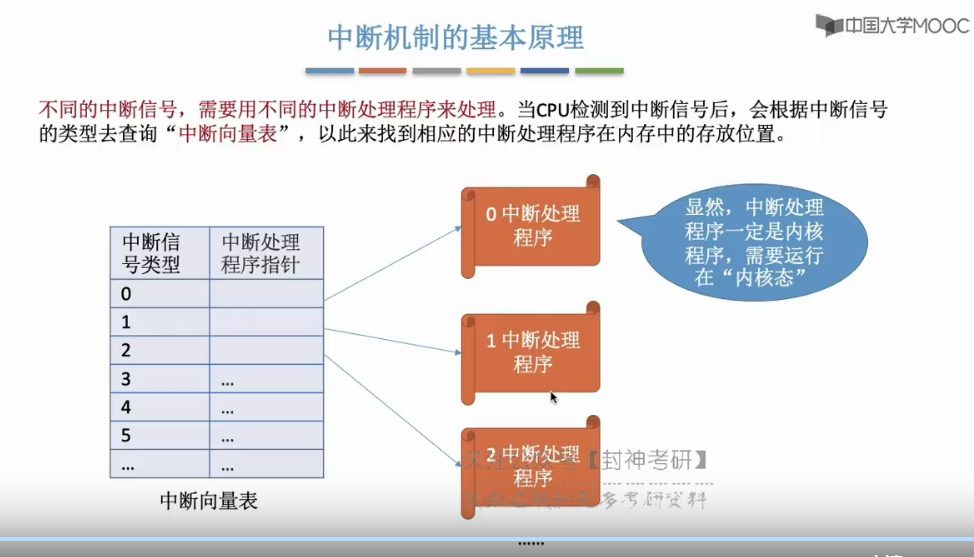 中国大学MOOC
中断机制的基本原理
不同的中断信号，需要用不同的中断处理程序来处理。当CPU检测到中断信号后，会根据中断信号
的类型去查询“中断向量表”，以此来找到相应的中断处理程序在内存中的存放位置。
显然，中断处理
程序一定是内核
程序，需要运行
在“内核态”
中断信
号类型
中断处理
程序指针
0
1
2
3 ...
4 ...
5 ...
... ...
中断向量表
0 中断处理
程序
1 中断处理
程序
2 中断处理
程序
【封神考研】
多考研资料
......